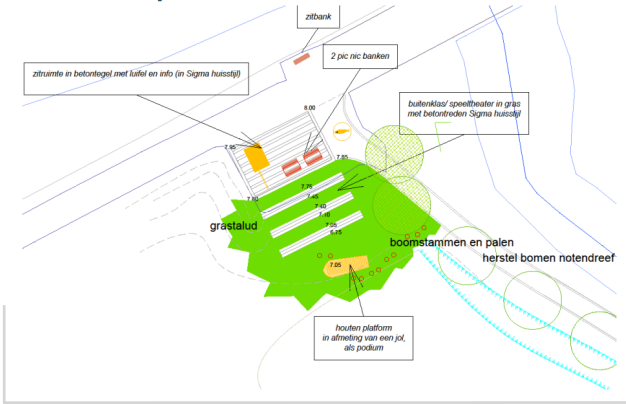 zitbank
2 pic nic banken
zitruimte in betontegel met luifel en info (in Sigma huisstijl)
buitenklas/ speeltheater in gras
met betontreden Sigma huisstijl
8.00
7.95
7.85
7.80
7.75
7.45
7.40
7.10
7.05
6.75
grastalud
boomstammen en palen
herstel bomen notendreef
7.05
houten platform
in afmeting van een jol,
als podium